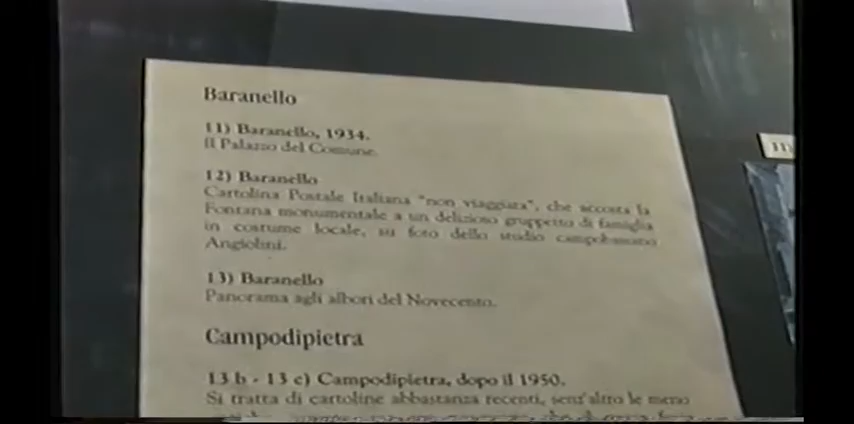 Baranello
11) Baranello, 1934.
Il Palazzo del Comune.
12) Baranello
Cartolina Postale Italiana "non viaggiata", che accosta la
Fontana monumentale a un delizioso gruppetto di famiglia
in costume locale, su foto dello studio campobassano
Angiolini.
13) Baranello
Panorama agli albori del Novecento.
Campodipietra
13 b - 13 c) Campodipietra, dopo il 1950.
Si tratta di cartoline abbastanza recenti, senz'altro le meno
11)